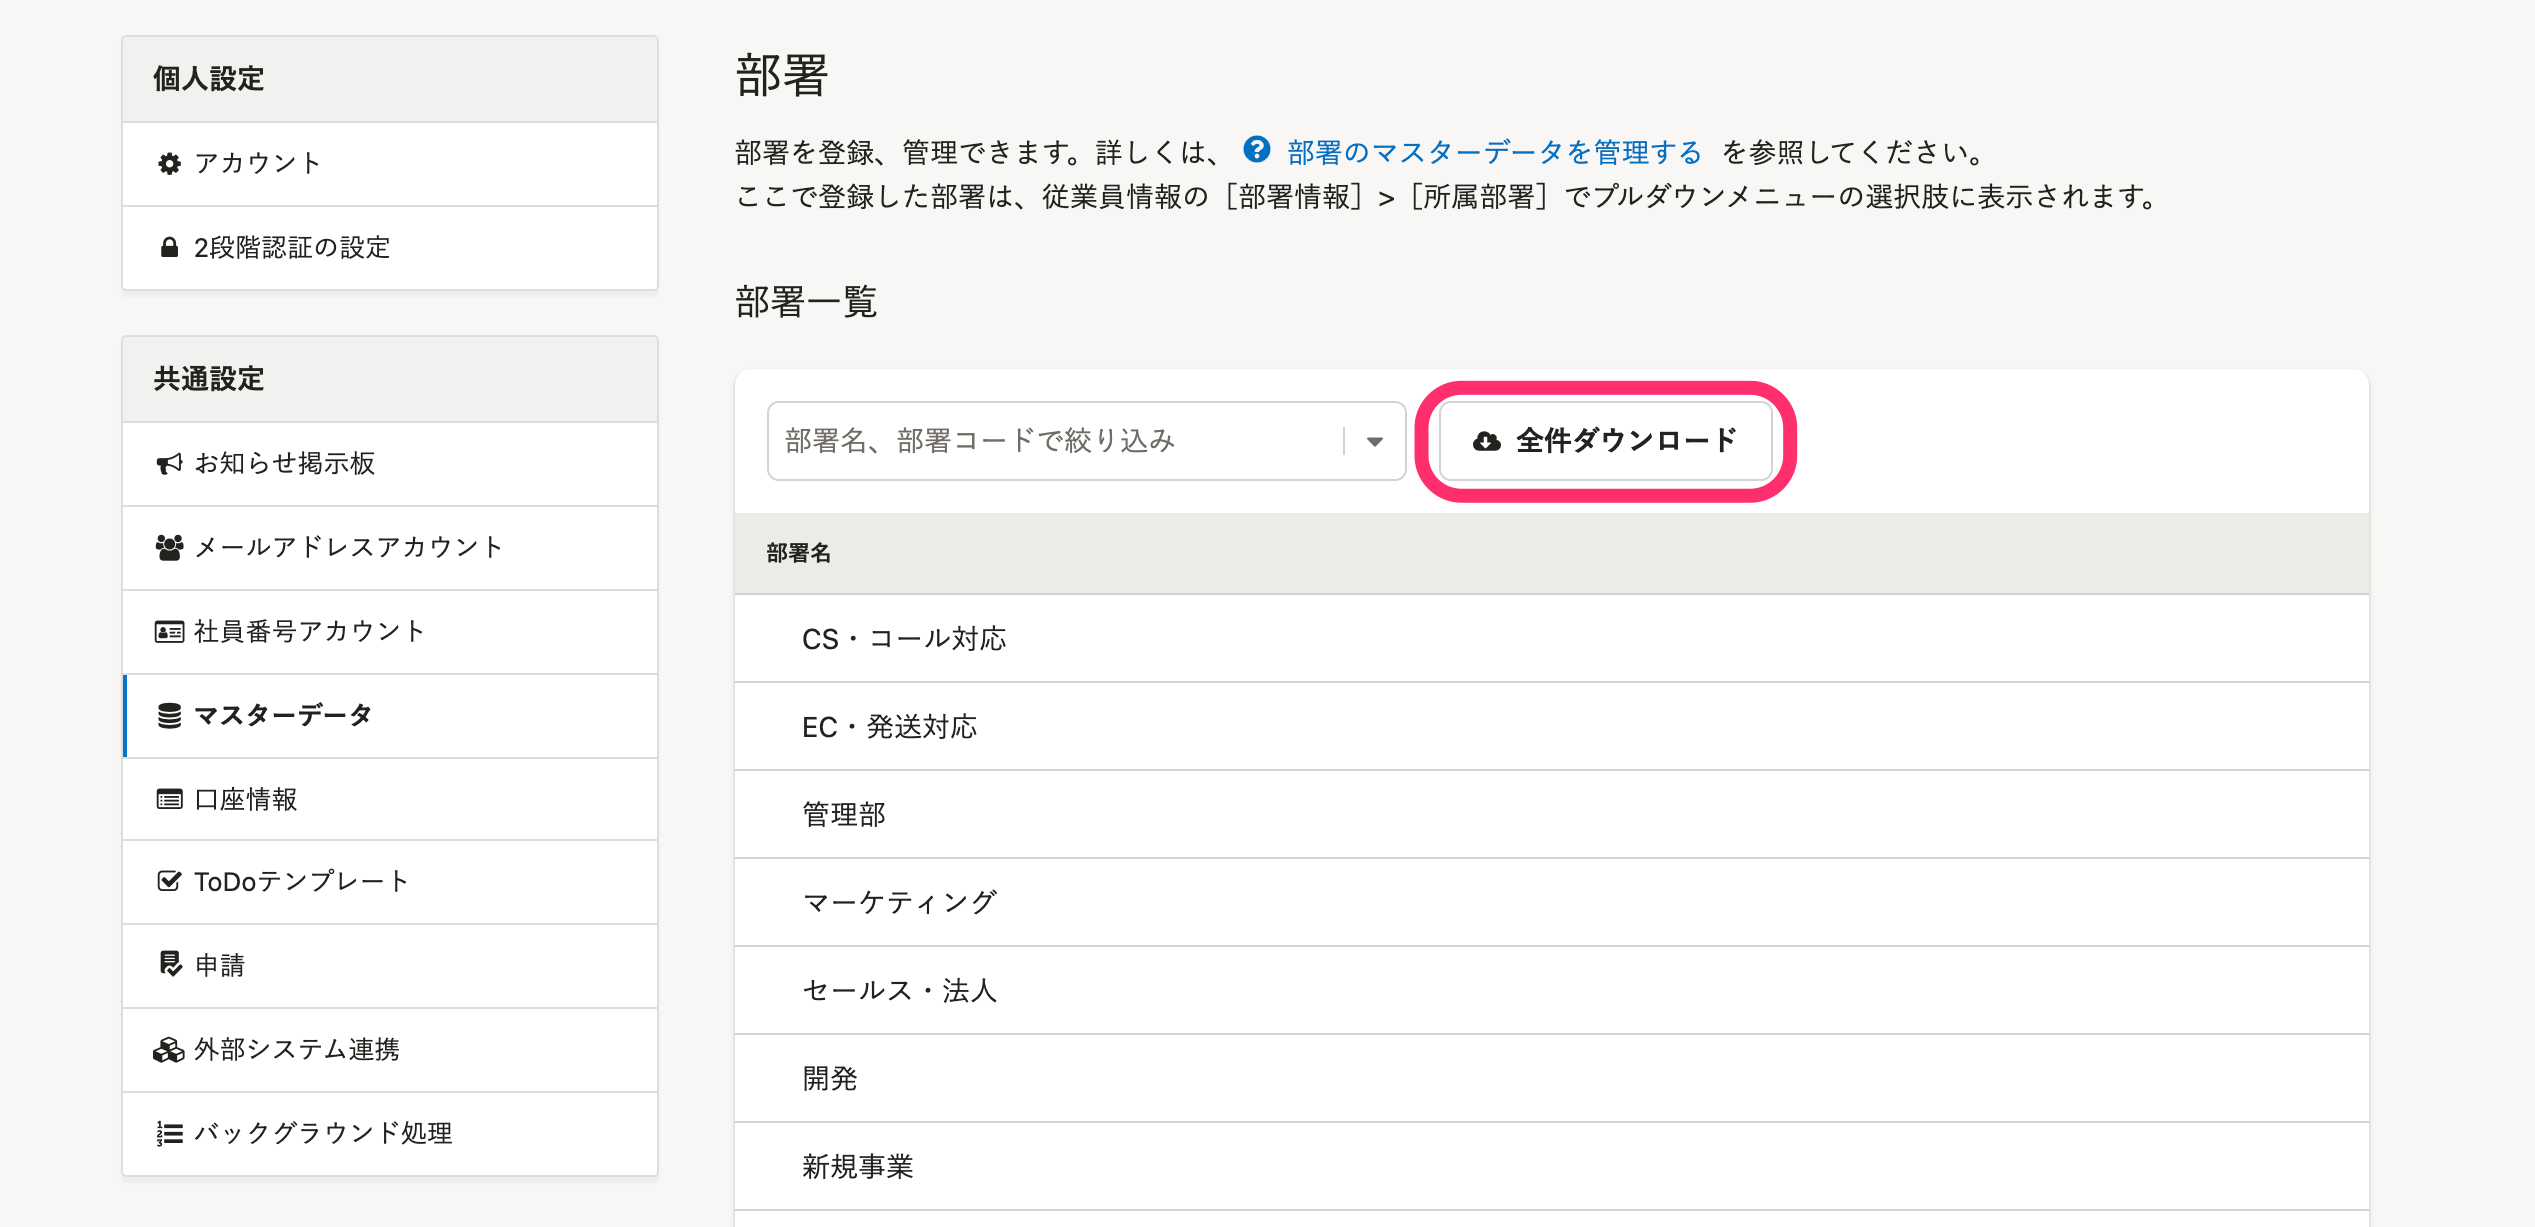 個人設定
アカウント
2段階認証の設定
共通設定
お知らせ掲示板
メールアドレスアカウント
社員番号アカウント
マスターデータ
口座情報
ToDoテンプレート
申請
外部システム連携
バックグラウンド処理
部署
部署を登録、管理できます。詳しくは、 部署のマスターデータを管理する を参照してください。
ここで登録した部署は、従業員情報の［部署情報］>［所属部署］でプルダウンメニューの選択肢に表示されます。
部署一覧
部署名、部署コードで絞り込み
全件ダウンロード
部署名
CS・コール対応
EC・発送対応
管理部
マーケティング
セールス・法人
開発
新規事業